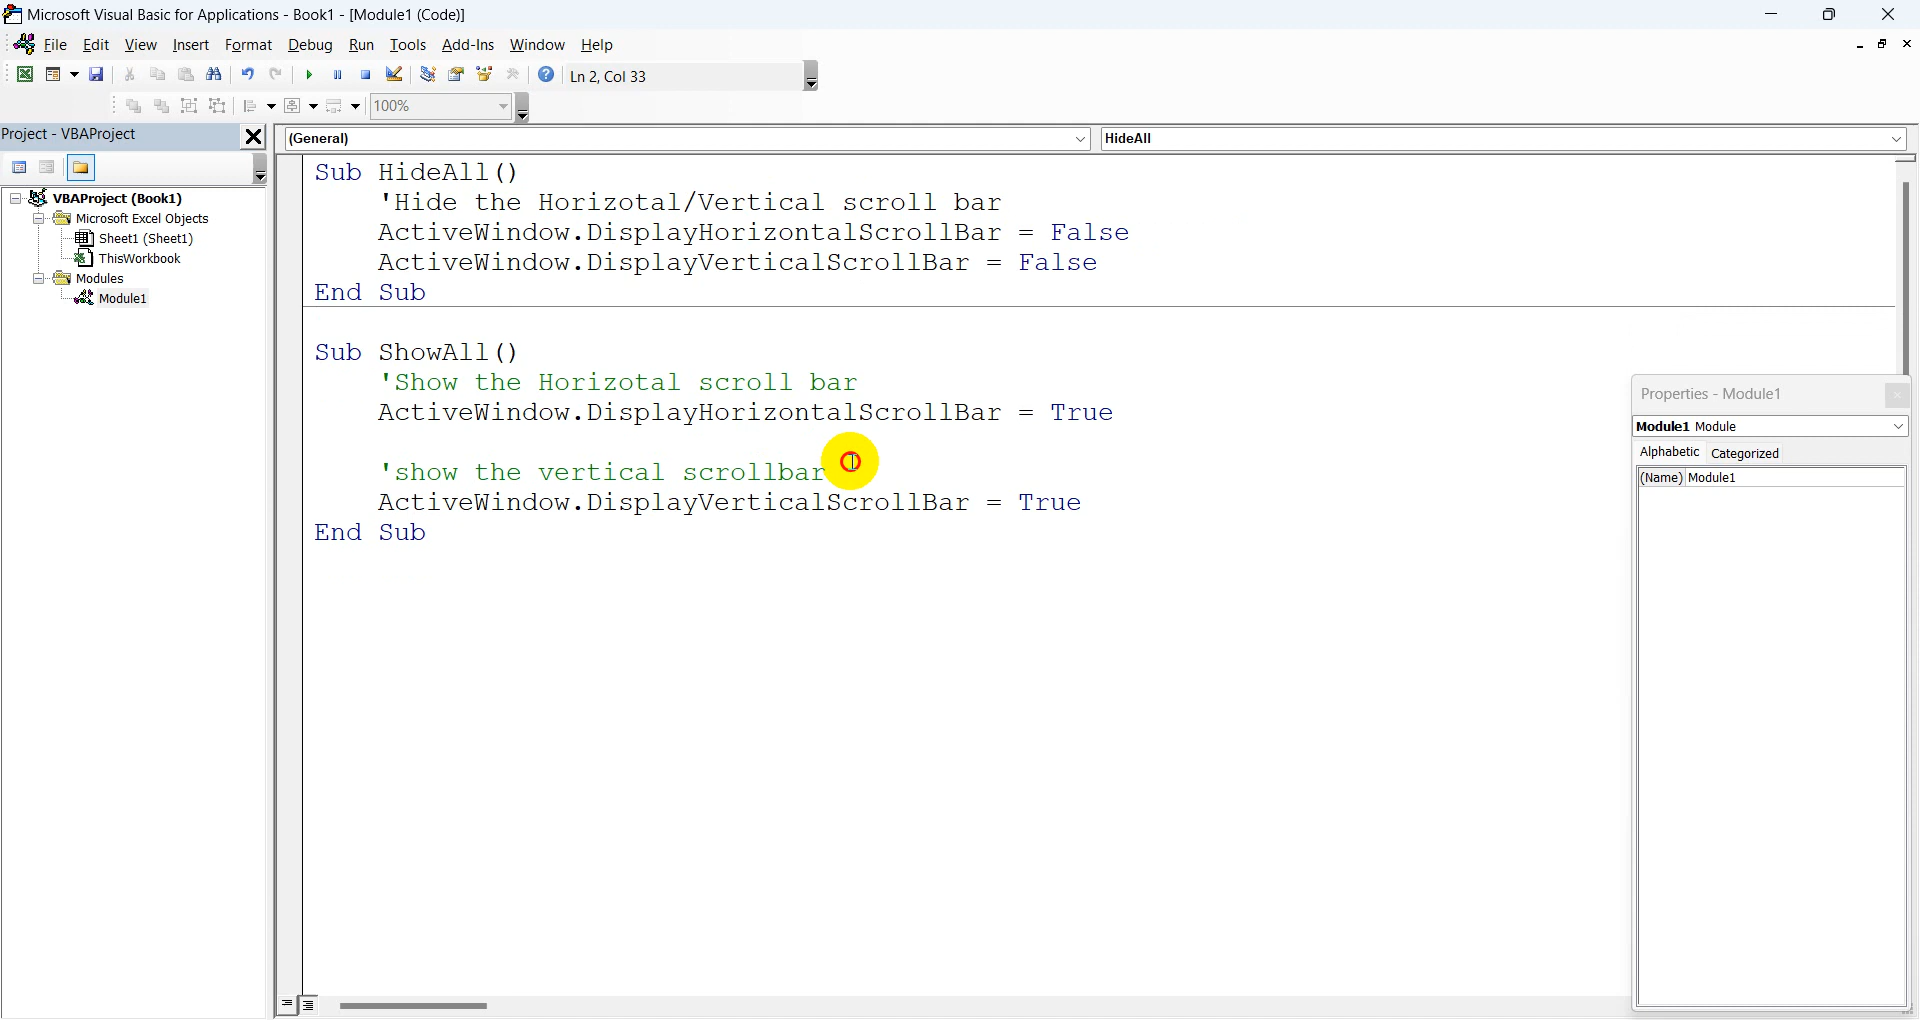 Microsoft Visual Basic for Applications - Book1 - [Module1 (Code)]
File Edit View Insert Format Debug Run Tools Add-Ins Window Help
Ln 2, Col 33
100%
Project - VBAProject
(General)
HideAll
VBAProject (Book1)
Microsoft Excel Objects
Sheet1 (Sheet1)
ThisWorkbook
Modules
Module1
Sub HideAll()
'Hide the Horizotal/Vertical scroll bar
ActiveWindow.DisplayHorizontalScrollBar = False
ActiveWindow.DisplayVerticalScrollBar = False
End Sub
Sub ShowAll()
'Show the Horizotal scroll bar
ActiveWindow.DisplayHorizontalScrollBar = True
'show the vertical scrollbar
ActiveWindow.DisplayVerticalScrollBar = True
End Sub
Properties - Module1
Module1 Module
Alphabetic Categorized
(Name) Module1